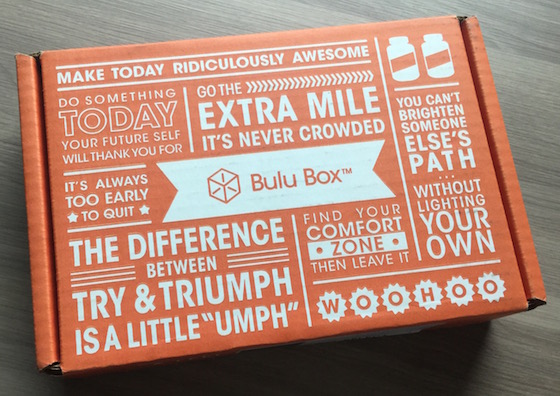 MAKE TODAY RIDICULOUSLY AWESOME
DO SOMETHING
TODAY
YOUR FUTURE SELF
WILL THANK YOU FOR
GO THE
EXTRA MILE
IT'S NEVER CROWDED
YOU CAN'T
BRIGHTEN
SOMEONE
ELSE'S
PATH
...
WITHOUT
LIGHTING
YOUR
OWN
IT'S ALWAYS
TOO EARLY
★ TO QUIT ★
Bulu Box™
THE DIFFERENCE
BETWEEN
TRY & TRIUMPH
IS A LITTLE "UMPH"
FIND YOUR
COMFORT
ZONE
THEN LEAVE IT
WOOHOO